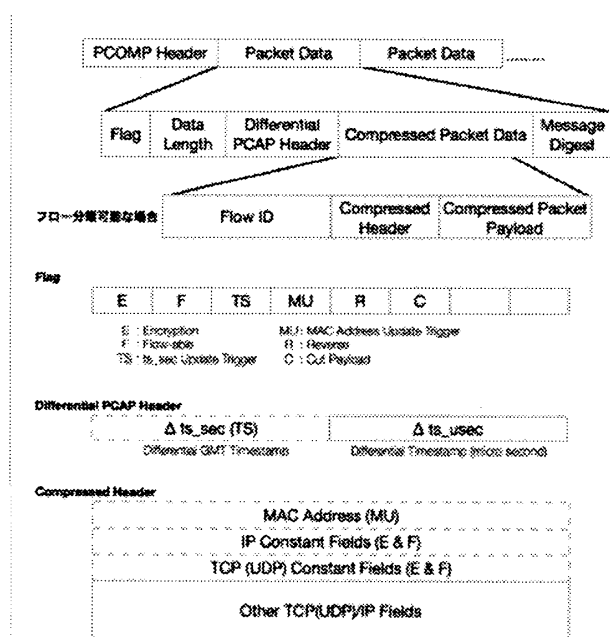 PCOMP Header Packet Data Packet Data ........
Flag Data Length Differential PCAP Header Compressed Packet Data Message Digest
フロー分離可能な場合 Flow ID Compressed Header Compressed Packet Payload
Flag
E F TS MU R C
E : Encryption MU: MAC Address Update Trigger
F : Flow-able R : Reverse
TS : ts_sec Update Trigger C : Cut Payload
Differential PCAP Header
Δ ts_sec (TS) Δ ts_usec
Differential GMT Timestamp Differential Timestamp (micro second)
Compressed Header
MAC Address (MU)
IP Constant Fields (E & F)
TCP (UDP) Constant Fields (E & F)
Other TCP(UDP)/IP Fields